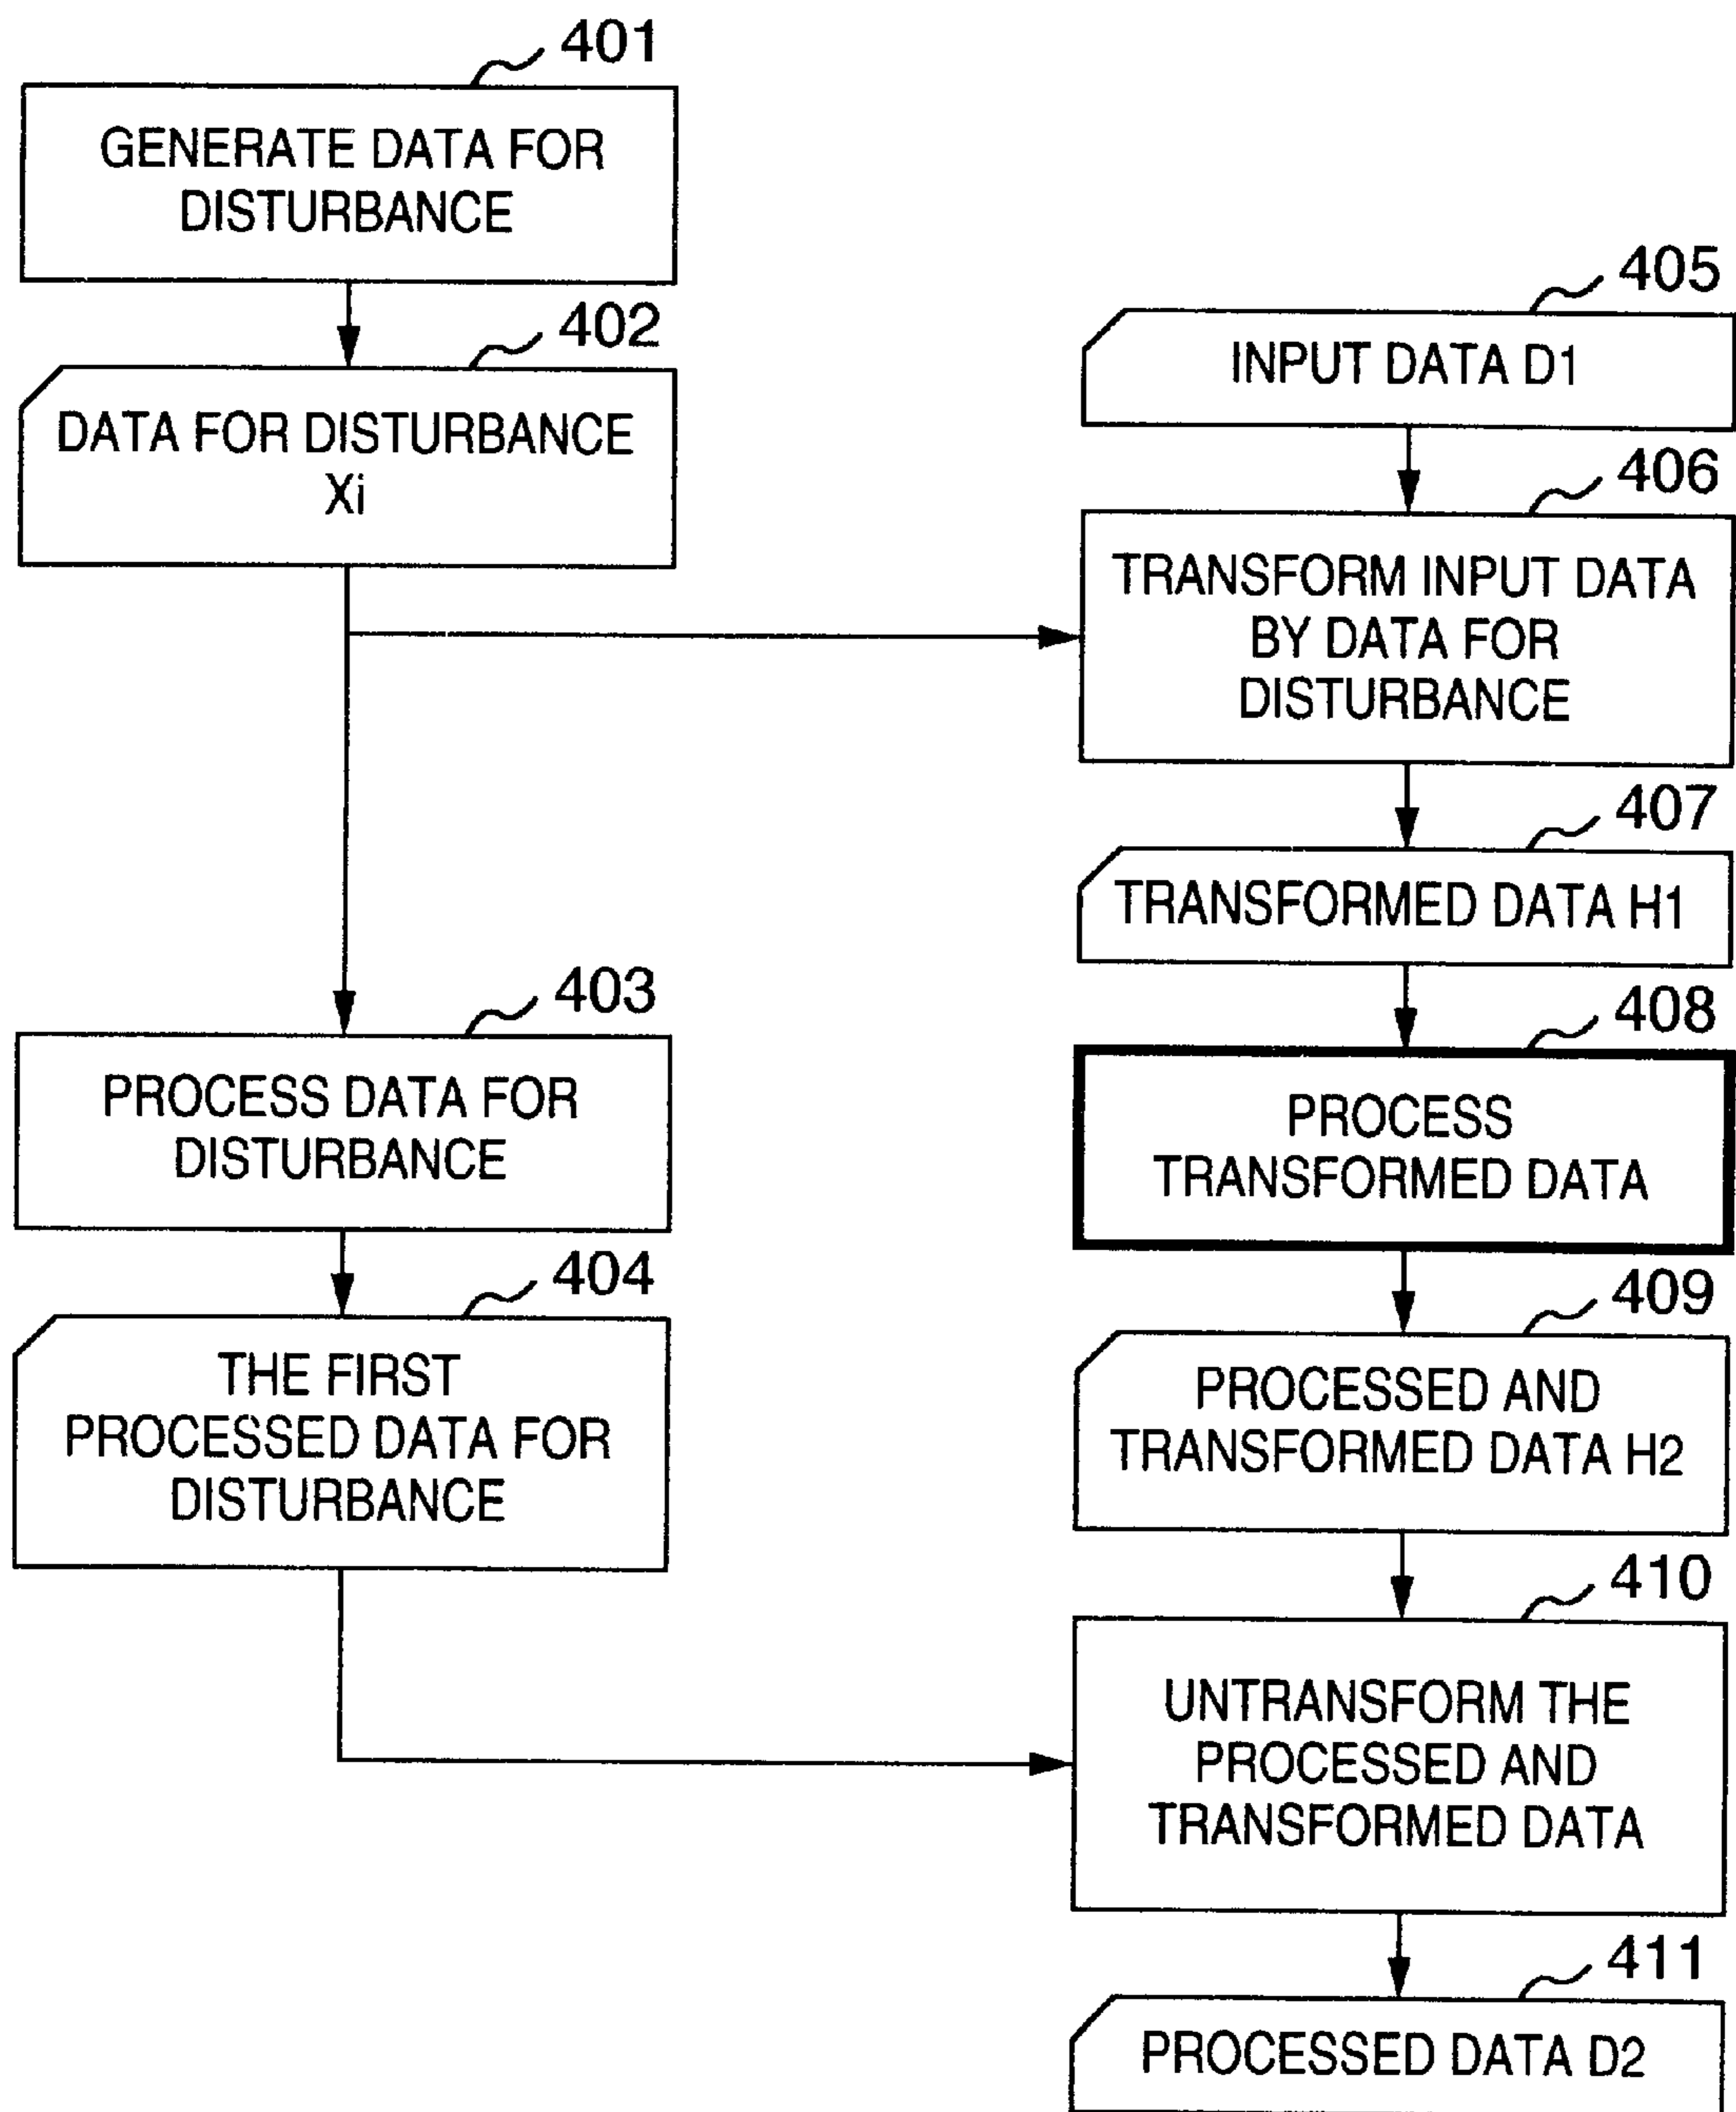 401
GENERATE DATA FOR
DISTURBANCE
402
DATA FOR DISTURBANCE
Xi
403
PROCESS DATA FOR
DISTURBANCE
404
THE FIRST
PROCESSED DATA FOR
DISTURBANCE
405
INPUT DATA D1
406
TRANSFORM INPUT DATA
BY DATA FOR
DISTURBANCE
407
TRANSFORMED DATA H1
408
PROCESS
TRANSFORMED DATA
409
PROCESSED AND
TRANSFORMED DATA H2
410
UNTRANSFORM THE
PROCESSED AND
TRANSFORMED DATA
411
PROCESSED DATA D2